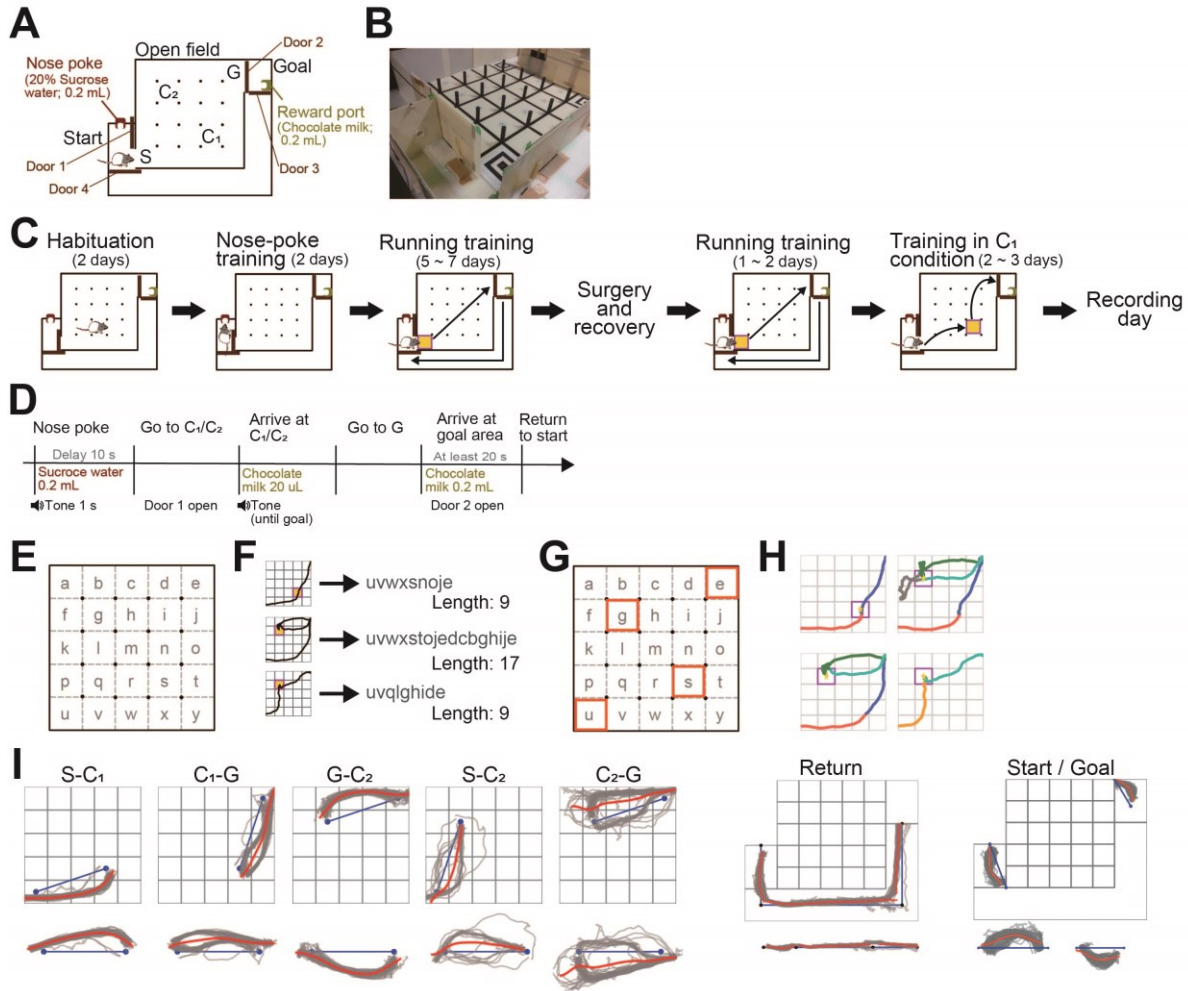 A
Open field
Door 2
Nose poke
(20% Sucrose
water; 0.2 mL)
G
Goal
C₂
Reward port
(Chocolate milk;
0.2 mL)
Start
C₁
Door 1
S
Door 3
Door 4
B
C
Habituation
(2 days)
Nose-poke
training (2 days)
Running training
(5 ~ 7 days)
Surgery
and
recovery
Running training
(1 ~ 2 days)
Training in C₁
condition (2 ~ 3 days)
Recording
day
D
Nose poke
Go to C₁/C₂
Arrive at
C₁/C₂
Go to G
Arrive at
goal area
Return
to start
Delay 10 s
At least 20 s
Sucroce water
0.2 mL
Chocolate
milk 20 uL
Chocolate
milk 0.2 mL
Tone 1 s
Door 1 open
Tone
(until goal)
Door 2 open
E
a b c d e
f g h i j
k l m n o
p q r s t
u v w x y
F
uvwxsnoje
Length: 9
uvwxstojedcbghije
Length: 17
uvqlghide
Length: 9
G
a b c d e
f g h i j
k l m n o
p q r s t
u v w x y
H
I
S-C₁
C₁-G
G-C₂
S-C₂
C₂-G
Return
Start / Goal